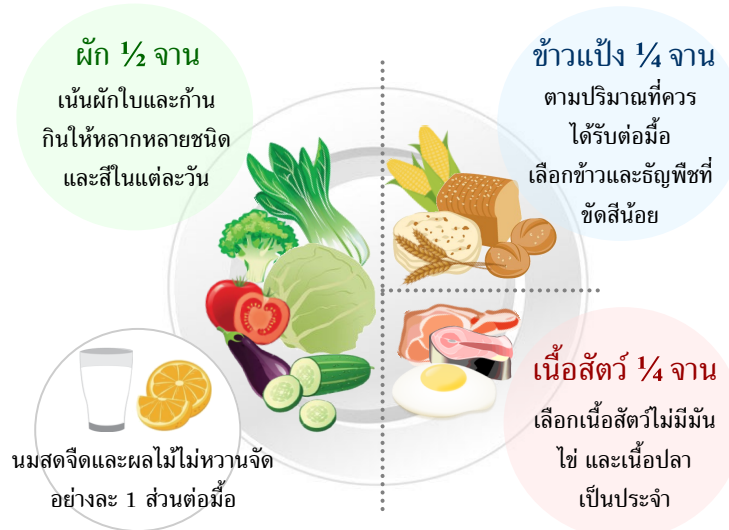 ผัก ½ จาน
เน้นผักใบและก้าน
กินให้หลากหลายชนิด
และสีในแต่ละวัน
ข้าวแป้ง ¼ จาน
ตามปริมาณที่ควร
ได้รับต่อมื้อ
เลือกข้าวและธัญพืชที่
ขัดสีน้อย
เนื้อสัตว์ ¼ จาน
เลือกเนื้อสัตว์ไม่มีมัน
ไข่ และเนื้อปลา
เป็นประจำ
นมสดจืดและผลไม้ไม่หวานจัด
อย่างละ 1 ส่วนต่อมื้อ